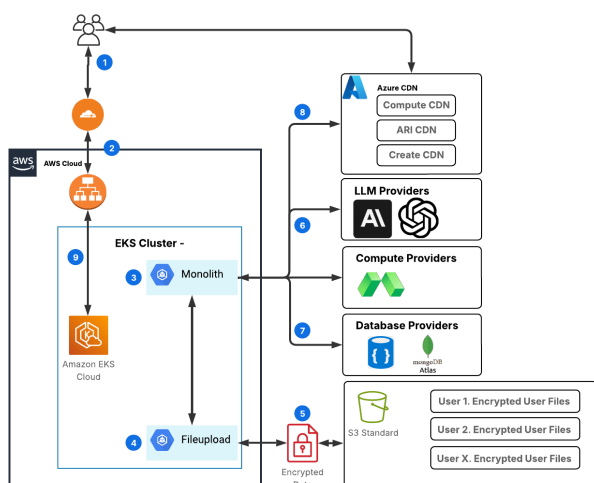 1
Azure CDN
8
Compute CDN
ARI CDN
Create CDN
2
aws
AWS Cloud
LLM Providers
6
EKS Cluster -
9
3
Monolith
Compute Providers
7
Database Providers
mongoDB
Atlas
Amazon EKS
Cloud
4
Fileupload
5
Encrypted
S3 Standard
User 1. Encrypted User Files
User 2. Encrypted User Files
User X. Encrypted User Files